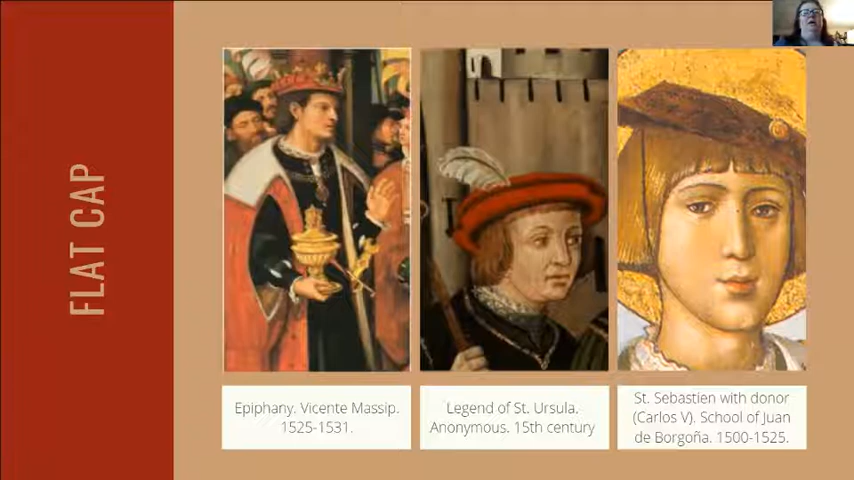 FLAT CAP
Epiphany. Vicente Massip.
1525-1531.
Legend of St. Ursula.
Anonymous. 15th century
St. Sebastien with donor
(Carlos V). School of Juan
de Borgoña. 1500-1525.